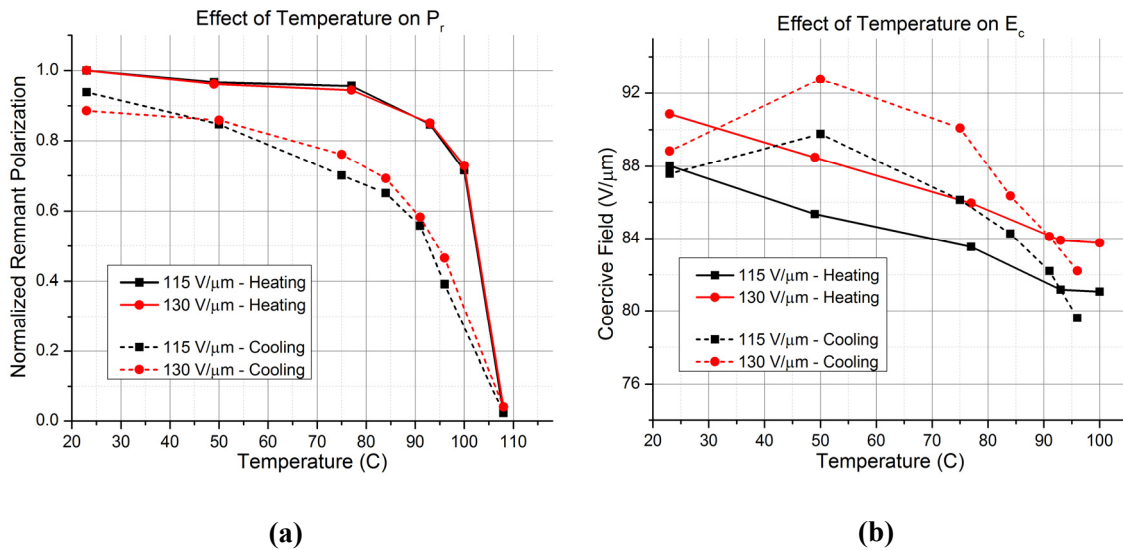 Effect of Temperature on Pr
Normalized Remnant Polarization
1.0
0.8
0.6
0.4
0.2
0.0
115 V/μm - Heating
130 V/μm - Heating
115 V/μm - Cooling
130 V/μm - Cooling
20 30 40 50 60 70 80 90 100 110
Temperature (C)
(a)
Effect of Temperature on Ec
Coercive Field (V/μm)
92
88
84
80
76
115 V/μm - Heating
130 V/μm - Heating
115 V/μm - Cooling
130 V/μm - Cooling
20 30 40 50 60 70 80 90 100
Temperature (C)
(b)